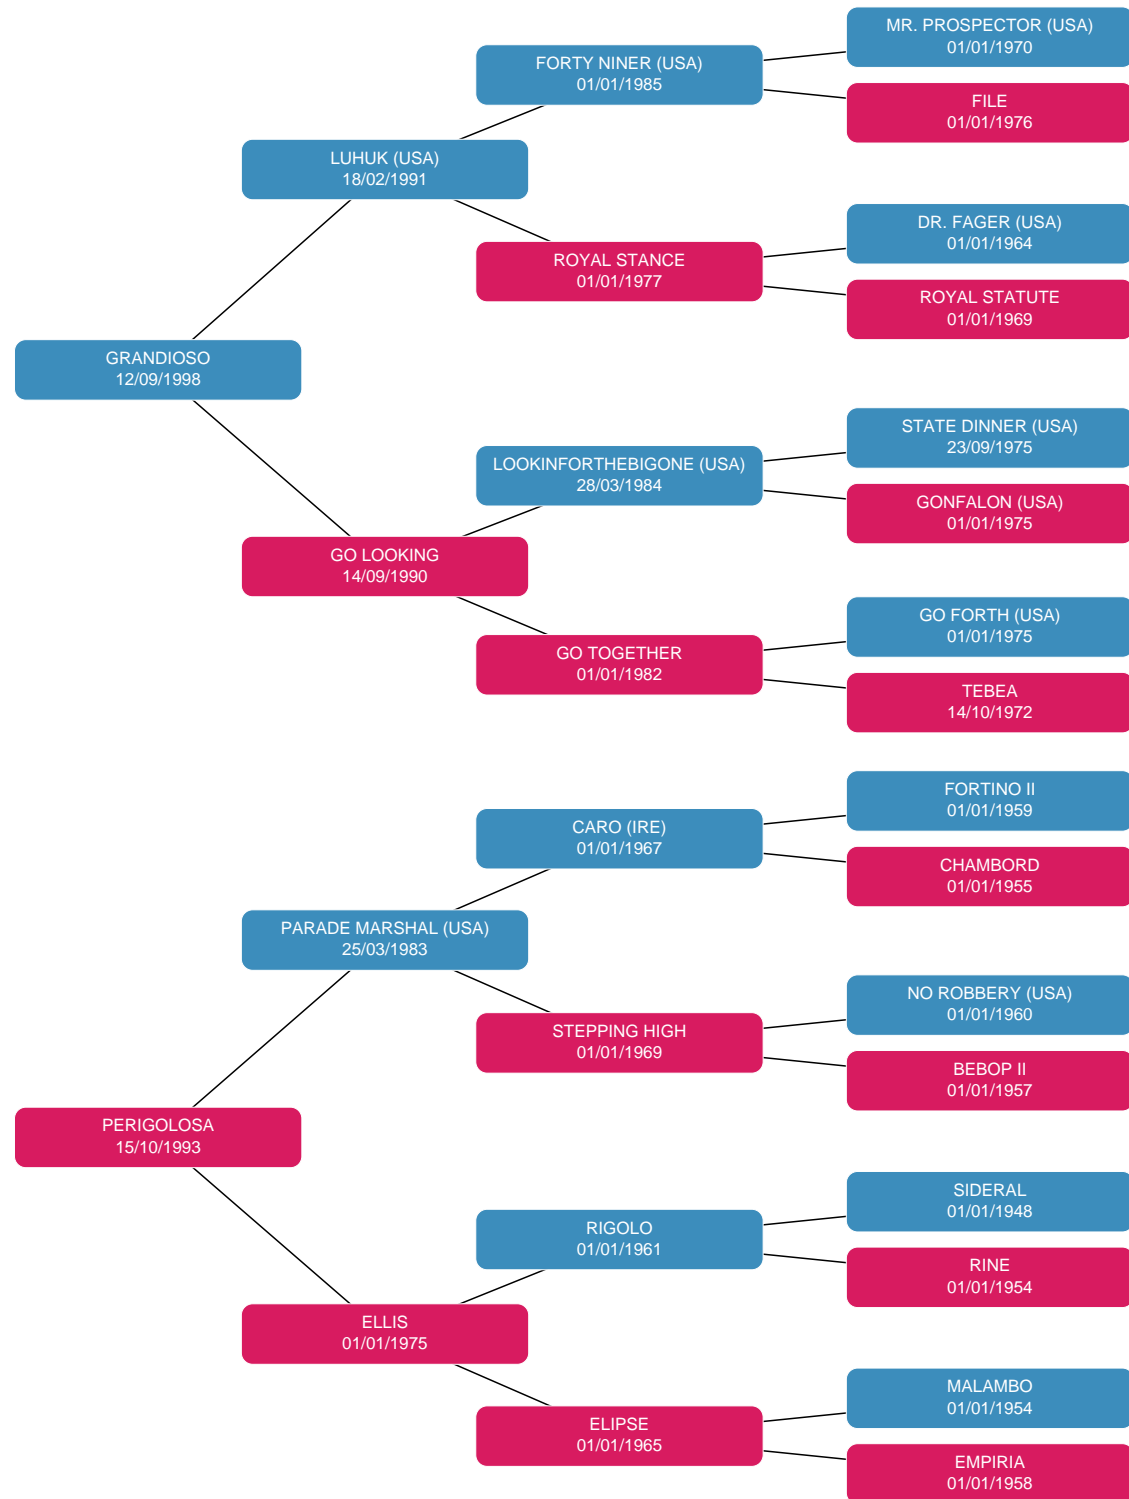 MR. PROSPECTOR (USA)
01/01/1970
FORTY NINER (USA)
01/01/1985
FILE
01/01/1976
LUHUK (USA)
18/02/1991
DR. FAGER (USA)
01/01/1964
ROYAL STANCE
01/01/1977
ROYAL STATUTE
01/01/1969
GRANDIOSO
12/09/1998
STATE DINNER (USA)
23/09/1975
LOOKINFORTHEBIGONE (USA)
28/03/1984
GONFALON (USA)
01/01/1975
GO LOOKING
14/09/1990
GO FORTH (USA)
01/01/1975
GO TOGETHER
01/01/1982
TEBEA
14/10/1972
FORTINO II
01/01/1959
CARO (IRE)
01/01/1967
CHAMBORD
01/01/1955
PARADE MARSHAL (USA)
25/03/1983
NO ROBBERY (USA)
01/01/1960
STEPPING HIGH
01/01/1969
BEBOP II
01/01/1957
PERIGOLOSA
15/10/1993
SIDERAL
01/01/1948
RIGOLO
01/01/1961
RINE
01/01/1954
ELLIS
01/01/1975
MALAMBO
01/01/1954
ELIPSE
01/01/1965
EMPIRIA
01/01/1958